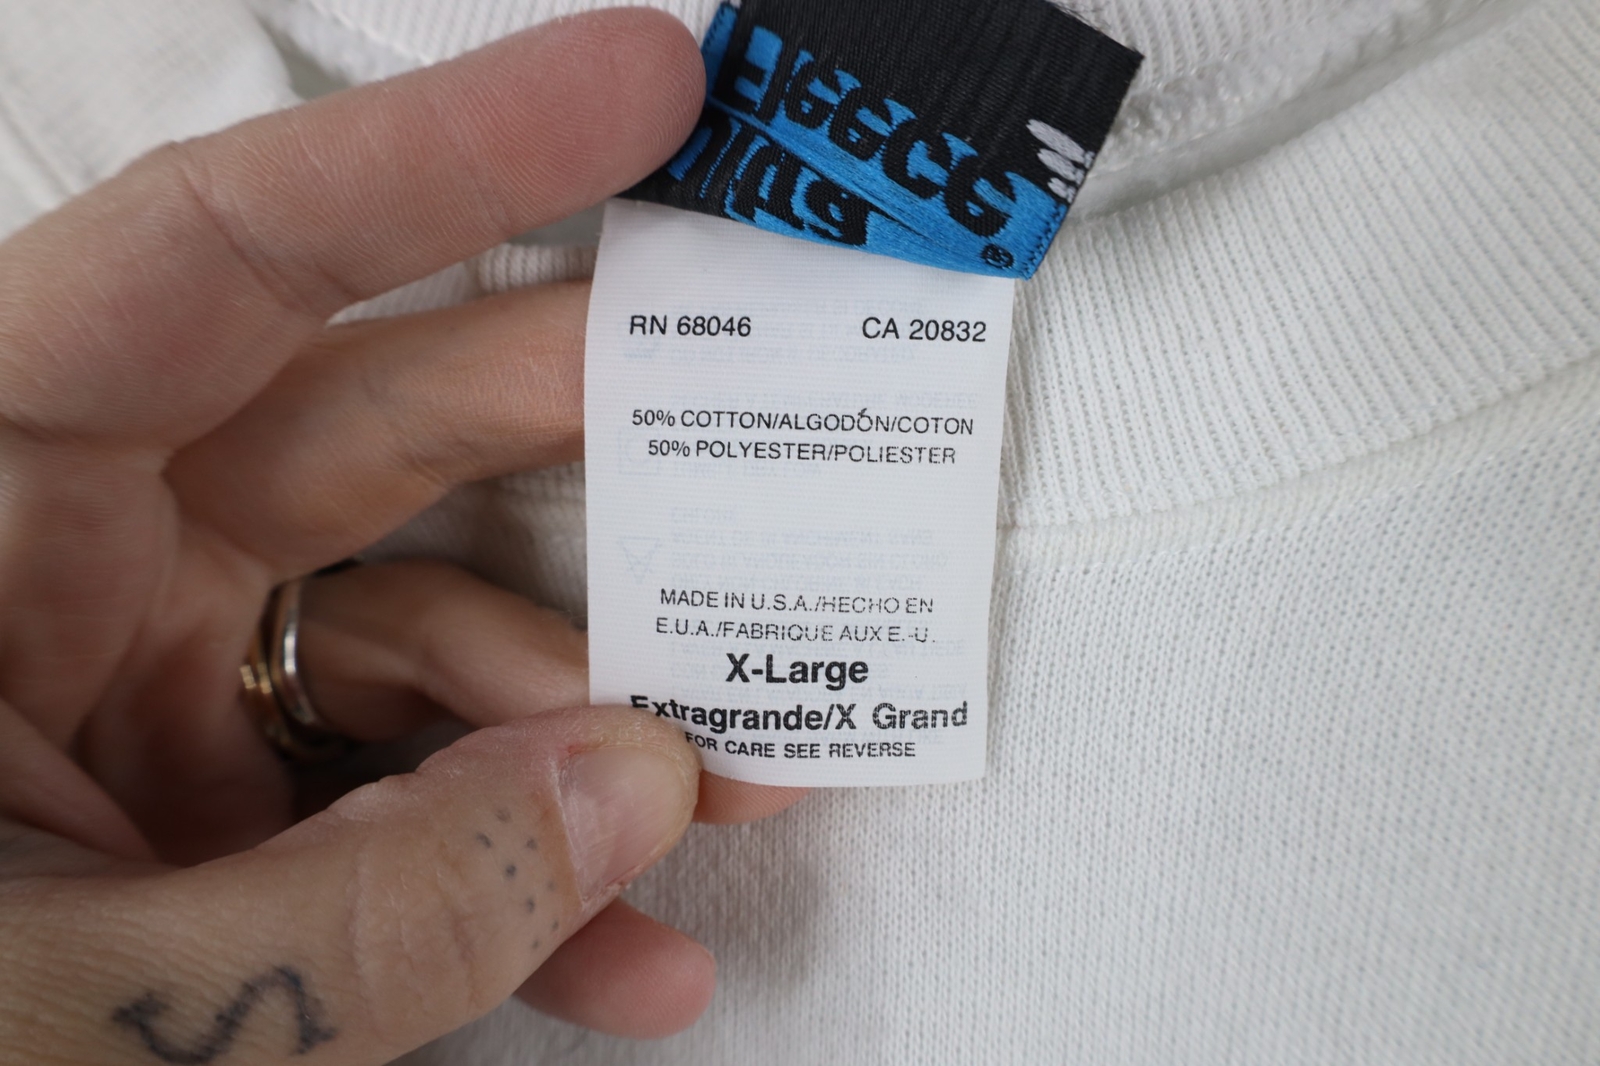 RN 68046 CA 20832
50% COTTON/ALGODÓN/COTON
50% POLYESTER/POLIESTER
MADE IN U.S.A./HECHO EN
E.U.A./FABRIQUE AUX E.-U.
X-Large
Extragrande/X Grand
FOR CARE SEE REVERSE